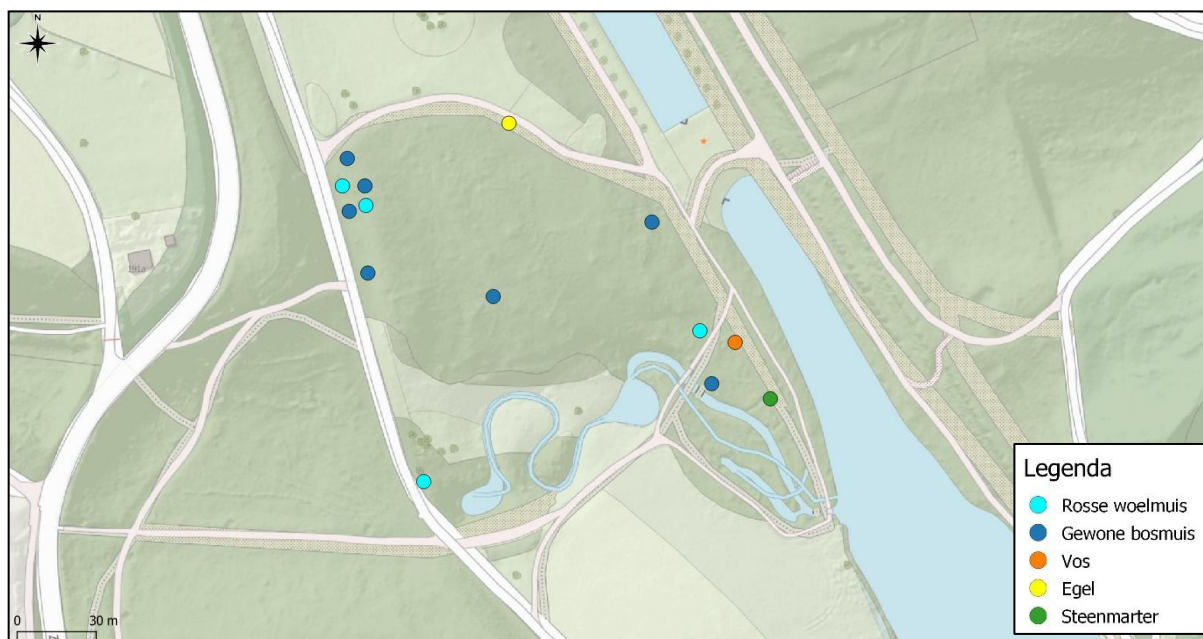 N
Legenda
Rosse woelmuis
Gewone bosmuis
Vos
Egel
Steenmarter
0 30 m